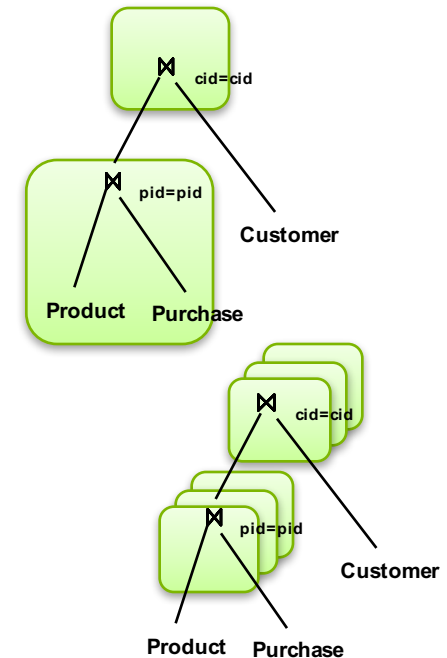 cid=cid
pid=pid
Customer
Product
Purchase
cid=cid
pid=pid
Customer
Product
Purchase